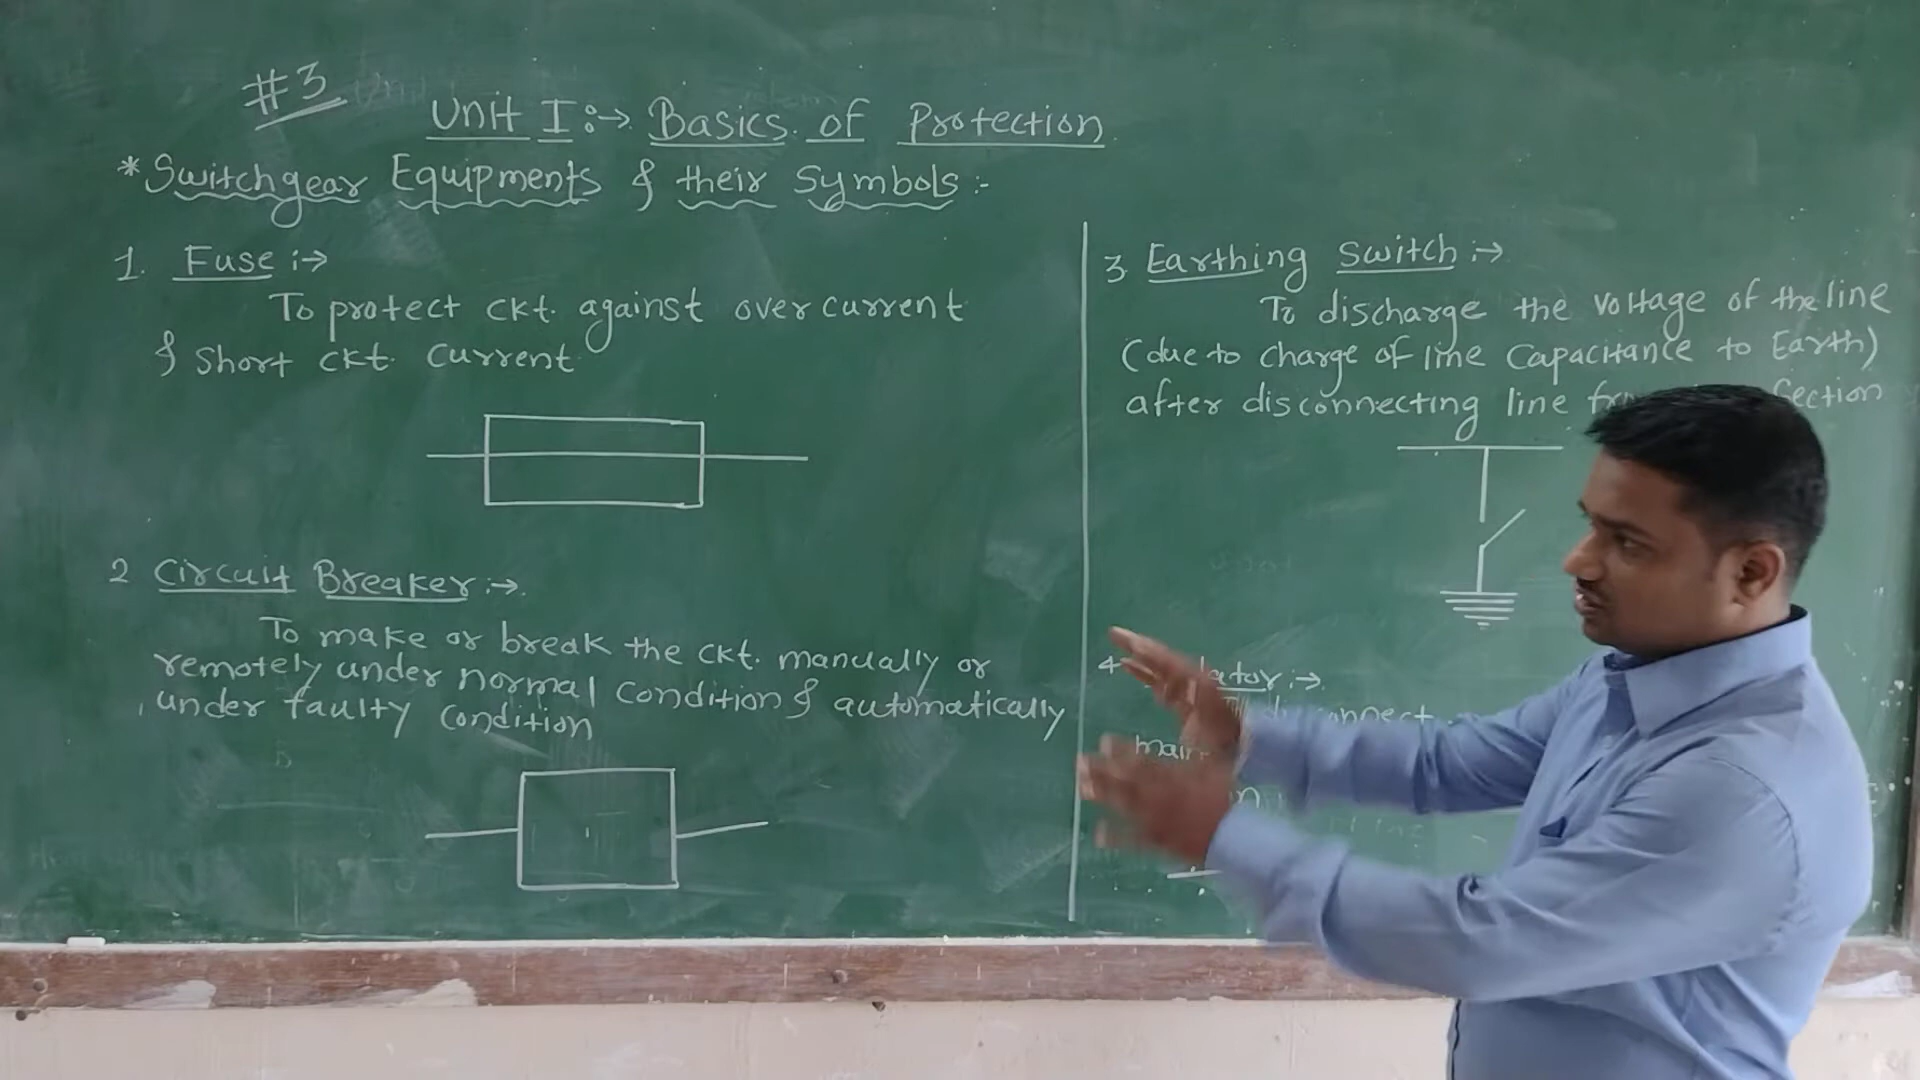 #3
Unit I:→ Basics of Protection
* Switchgear Equipments & their Symbols :-
1. Fuse :→
To protect ckt. against over current
& Short ckt. Current
2 Circuit Breaker :→
To make or break the ckt. manually or
remotely under normal condition & automatically
under faulty condition
3. Earthing Switch :→
To discharge the voltage of the line
(due to charge of line Capacitance to Earth)
after disconnecting line
4